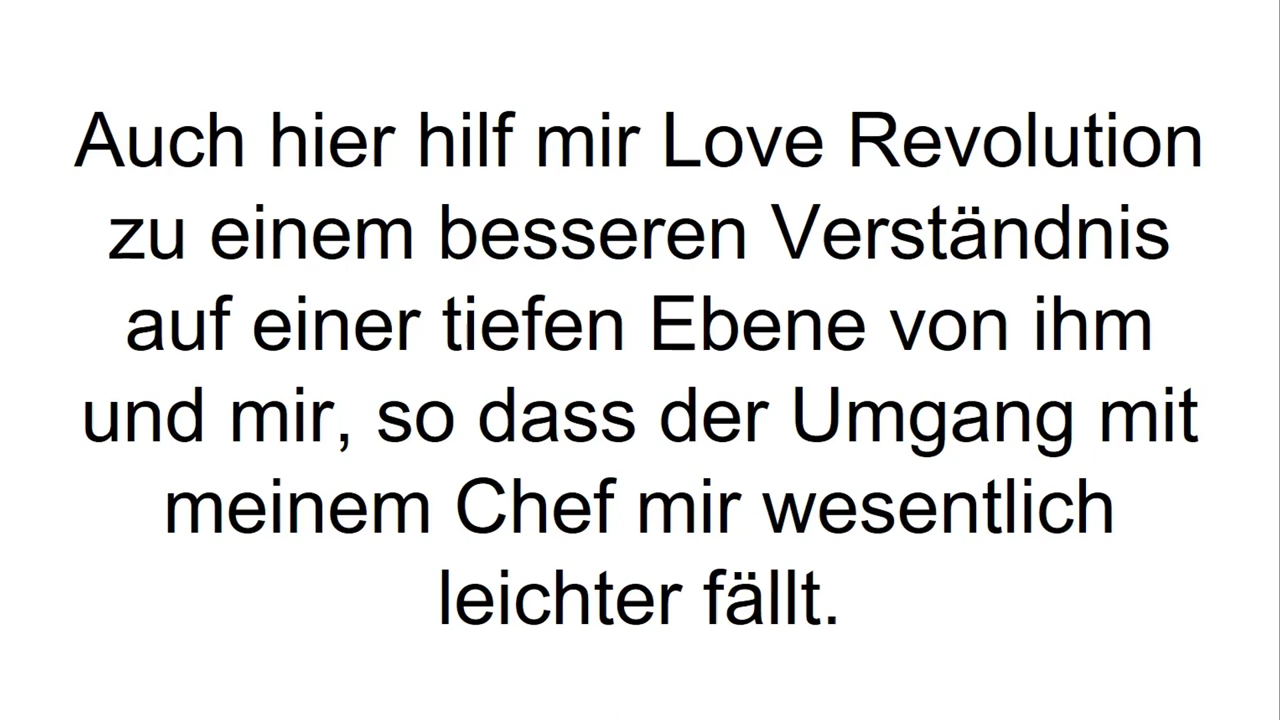 Auch hier hilf mir Love Revolution
zu einem besseren Verständnis
auf einer tiefen Ebene von ihm
und mir, so dass der Umgang mit
meinem Chef mir wesentlich
leichter fällt.